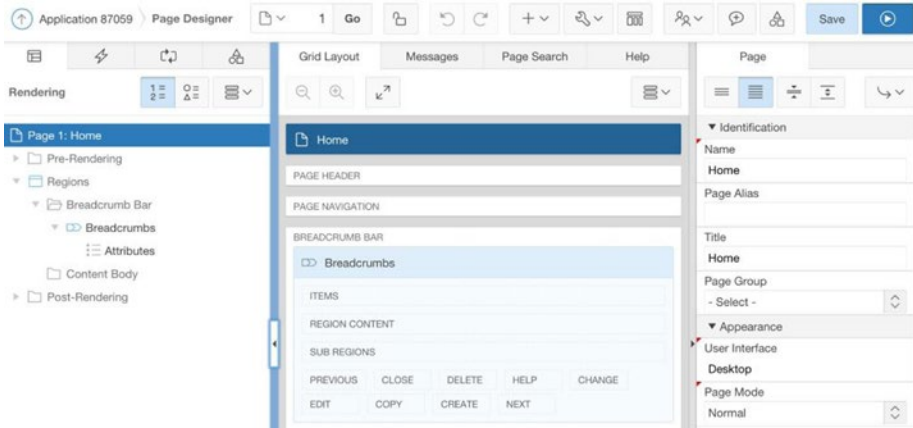 Application 87059
Page Designer
1
Go
Save
Rendering
Page 1: Home
Pre-Rendering
Regions
Breadcrumb Bar
Breadcrumbs
Attributes
Content Body
Post-Rendering
Grid Layout
Messages
Page Search
Help
Home
PAGE HEADER
PAGE NAVIGATION
BREADCRUMB BAR
Breadcrumbs
ITEMS
REGION CONTENT
SUB REGIONS
PREVIOUS CLOSE DELETE HELP CHANGE
EDIT COPY CREATE NEXT
Page
Identification
Name
Home
Page Alias
Title
Home
Page Group
- Select -
Appearance
User Interface
Desktop
Page Mode
Normal